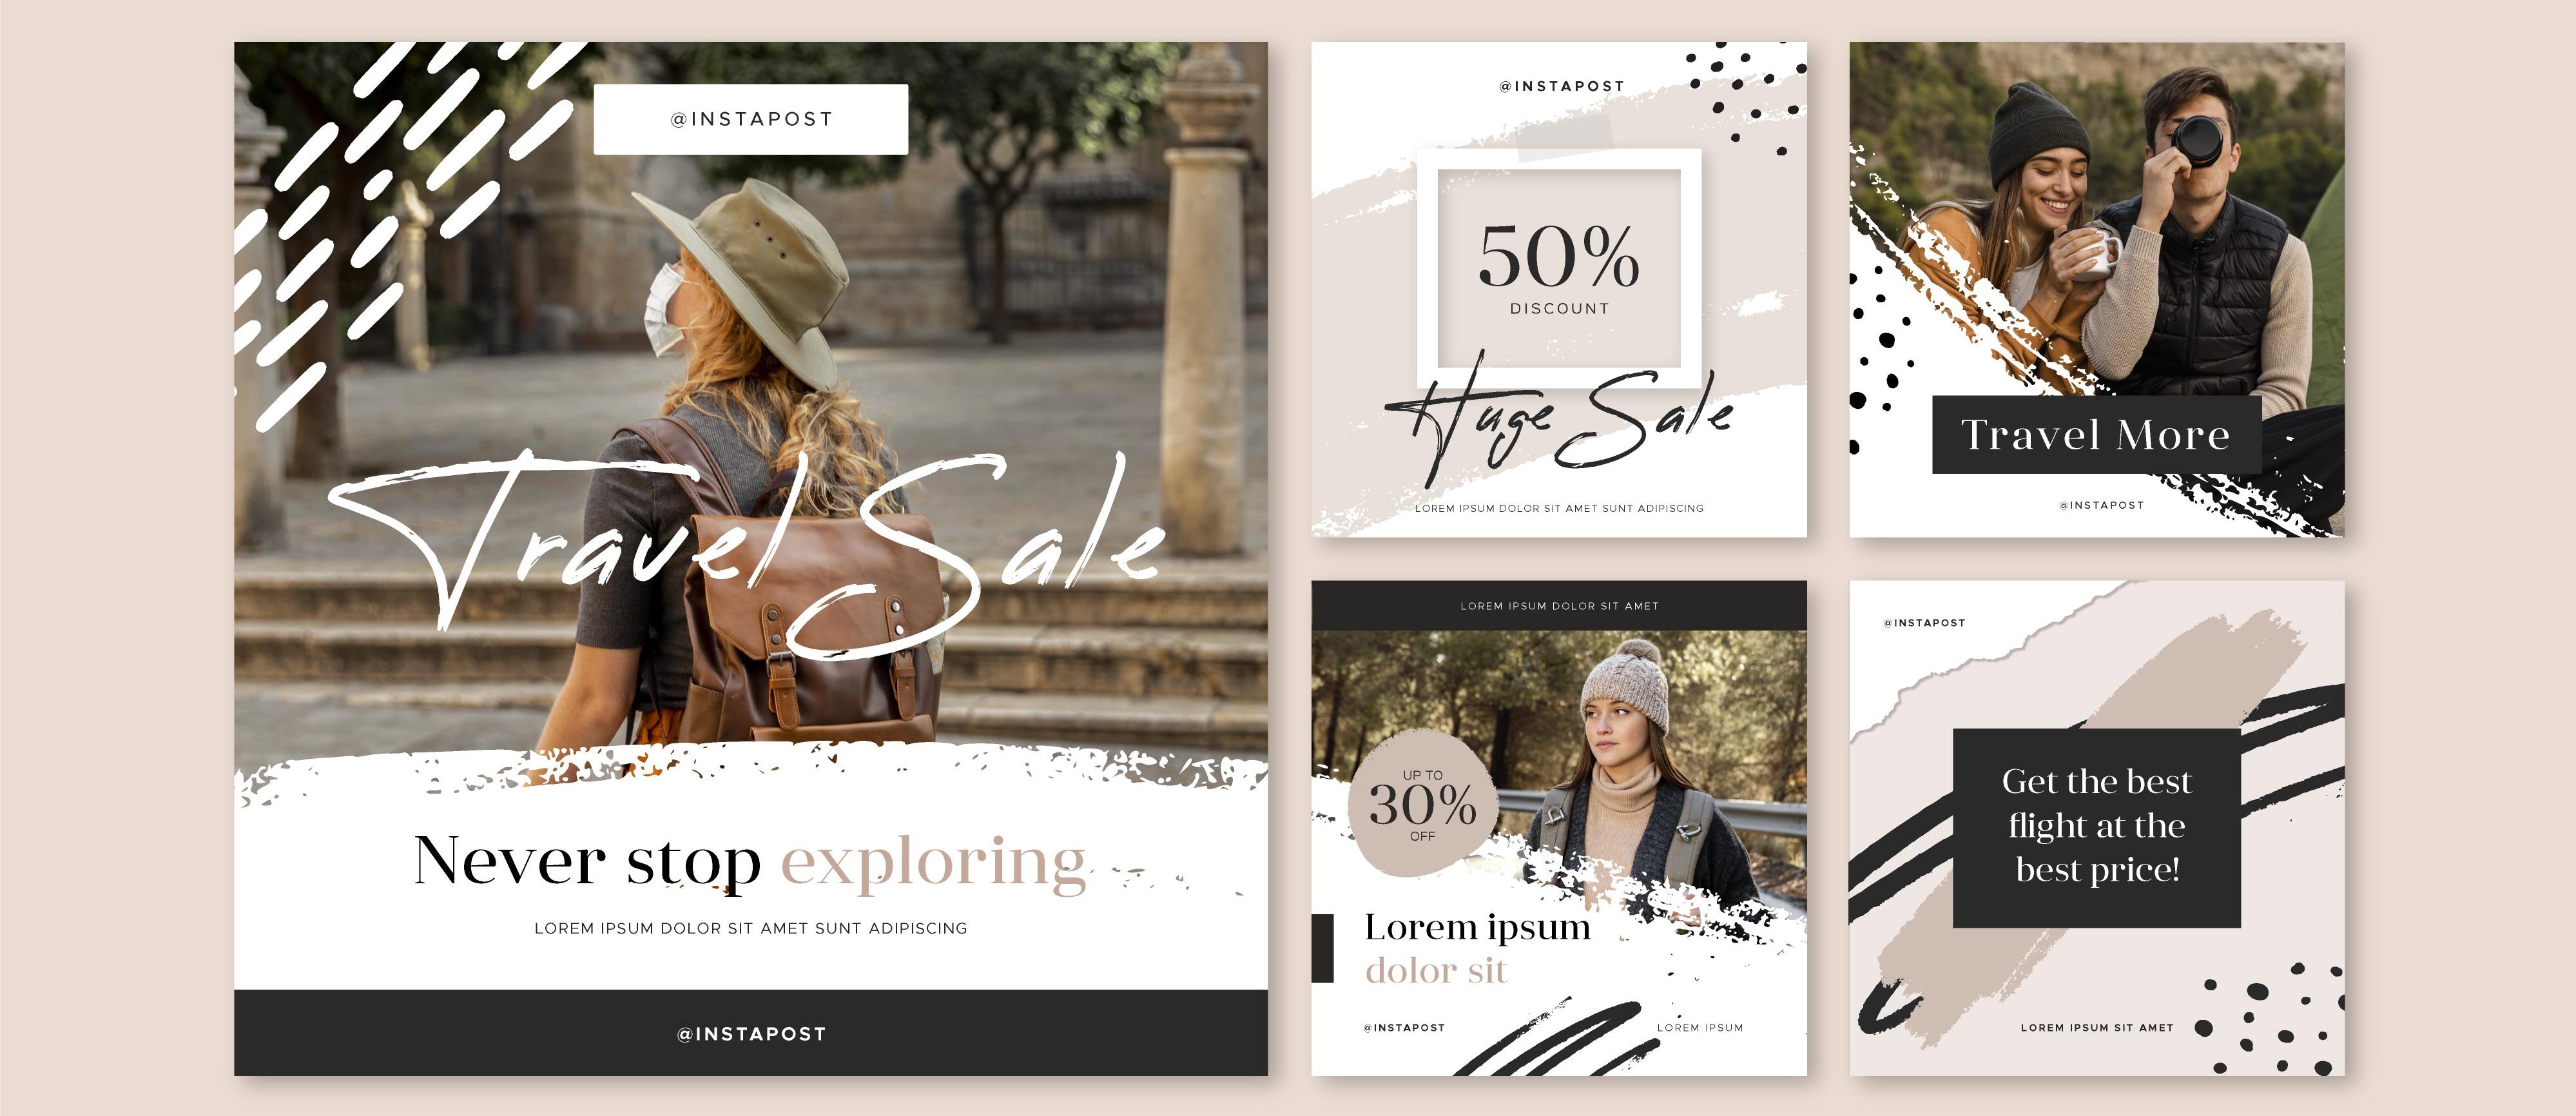 @INSTAPOST
Travel Sale
Never stop exploring
LOREM IPSUM DOLOR SIT AMET SUNT ADIPISCING
@INSTAPOST
@INSTAPOST
50%
DISCOUNT
Huge Sale
LOREM IPSUM DOLOR SIT AMET SUNT ADIPISCING
Travel More
@INSTAPOST
LOREM IPSUM DOLOR SIT AMET
UP TO
30%
OFF
Lorem ipsum
dolor sit
@INSTAPOST
LOREM IPSUM
@INSTAPOST
Get the best
flight at the
best price!
LOREM IPSUM SIT AMET